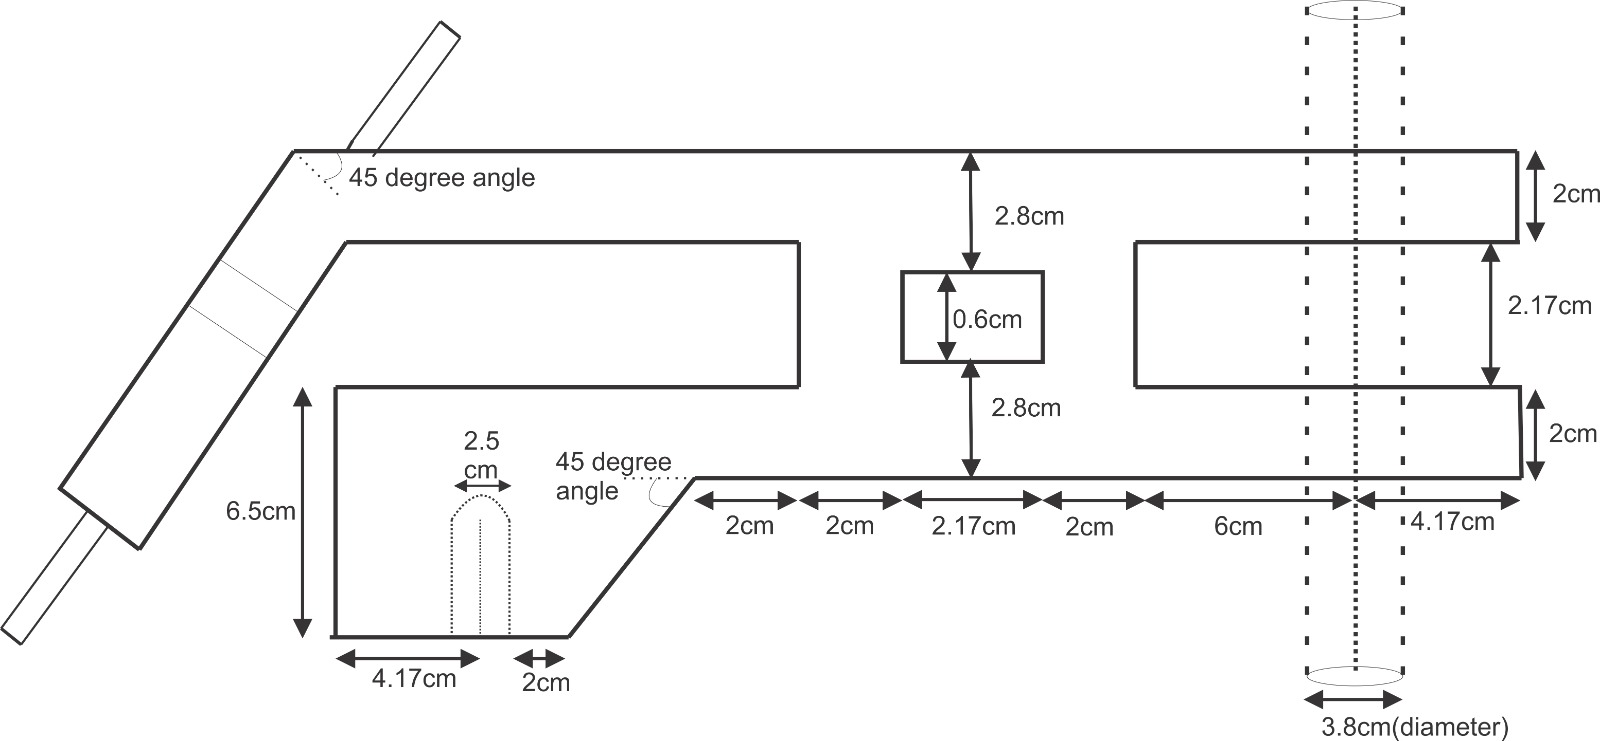 45 degree angle
2.8cm
2cm
0.6cm
2.17cm
2.8cm
2cm
2.5
cm
45 degree
angle
6.5cm
2cm
2cm
2.17cm
2cm
6cm
4.17cm
4.17cm
2cm
3.8cm(diameter)